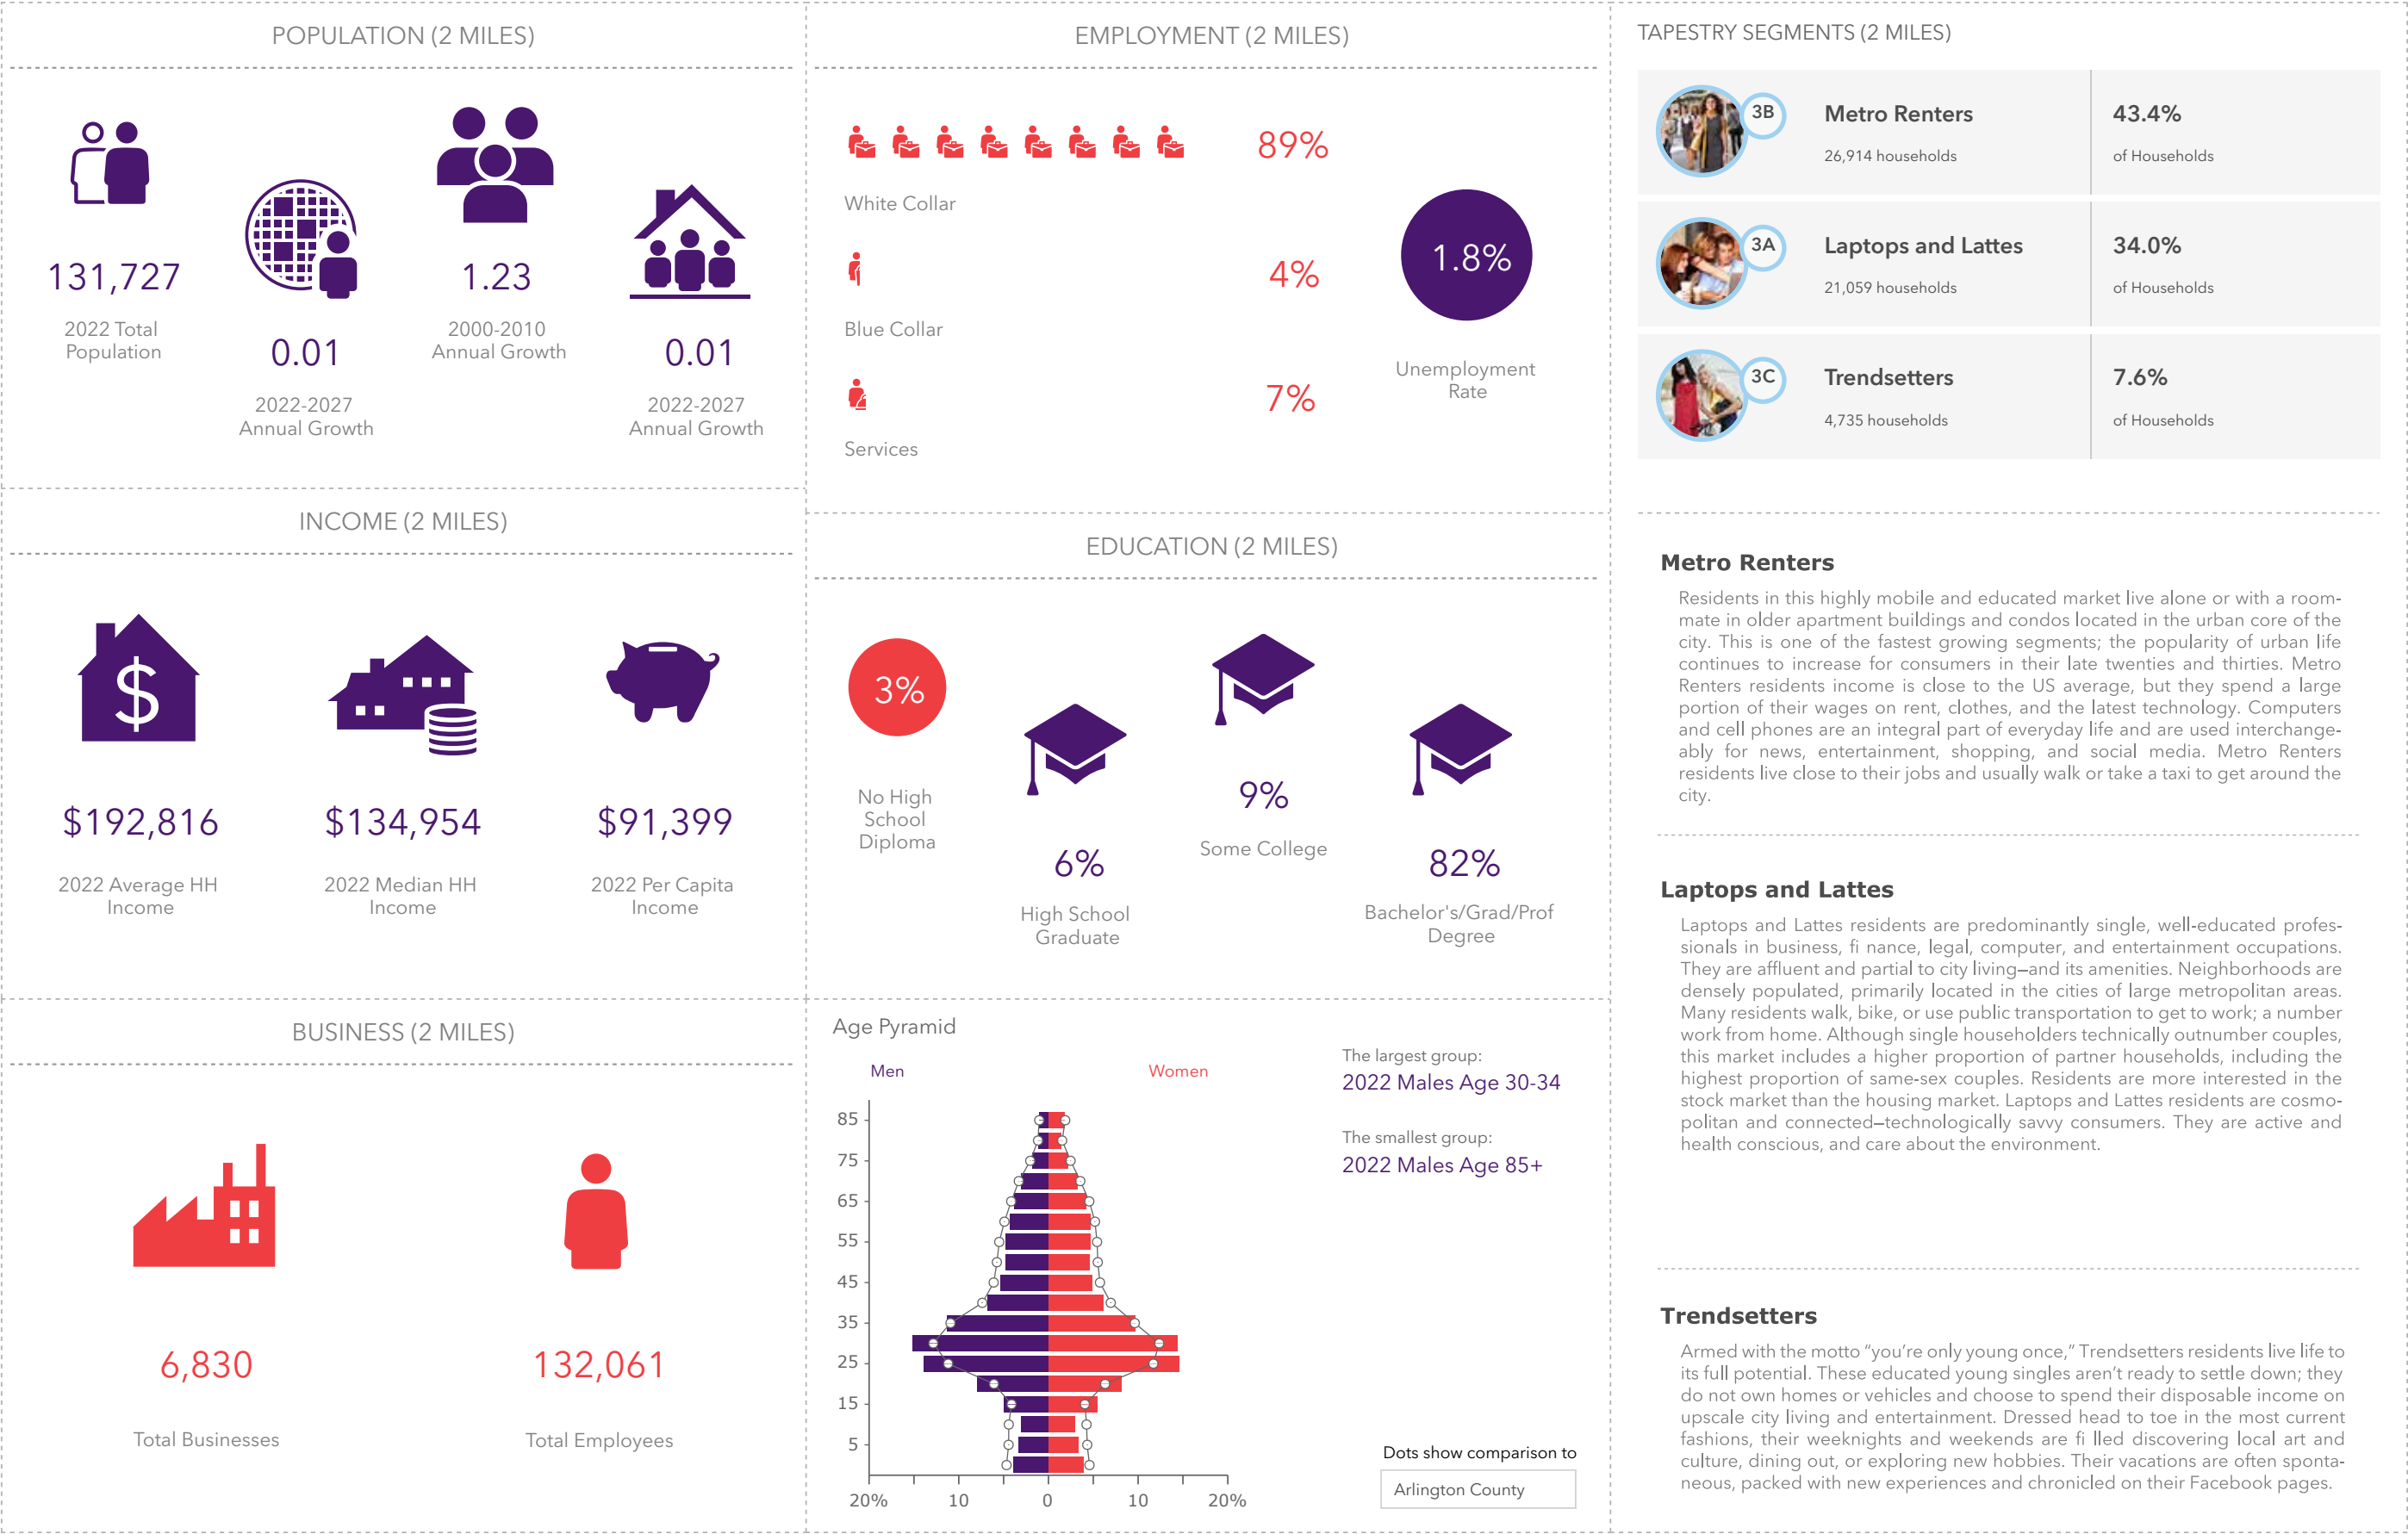 POPULATION (2 MILES)
131,727
2022 Total
Population
0.01
2022-2027
Annual Growth
1.23
2000-2010
Annual Growth
0.01
2022-2027
Annual Growth
INCOME (2 MILES)
$192,816
2022 Average HH
Income
$134,954
2022 Median HH
Income
$91,399
2022 Per Capita
Income
BUSINESS (2 MILES)
6,830
Total Businesses
132,061
Total Employees
EMPLOYMENT (2 MILES)
89%
White Collar
4%
Blue Collar
7%
Services
1.8%
Unemployment
Rate
EDUCATION (2 MILES)
3%
No High
School
Diploma
6%
High School
Graduate
9%
Some College
82%
Bachelor's/Grad/Prof
Degree
Age Pyramid
Men
Women
85
75
65
55
45
35
25
15
5
20%
10
0
10
20%
The largest group:
2022 Males Age 30-34
The smallest group:
2022 Males Age 85+
Dots show comparison to
Arlington County
TAPESTRY SEGMENTS (2 MILES)
3B
Metro Renters
26,914 households
43.4%
of Households
3A
Laptops and Lattes
21,059 households
34.0%
of Households
3C
Trendsetters
4,735 households
7.6%
of Households
Metro Renters
Residents in this highly mobile and educated market live alone or with a room-
mate in older apartment buildings and condos located in the urban core of the
city. This is one of the fastest growing segments; the popularity of urban life
continues to increase for consumers in their late twenties and thirties. Metro
Renters residents income is close to the US average, but they spend a large
portion of their wages on rent, clothes, and the latest technology. Computers
and cell phones are an integral part of everyday life and are used interchange-
ably for news, entertainment, shopping, and social media. Metro Renters
residents live close to their jobs and usually walk or take a taxi to get around the
city.
Laptops and Lattes
Laptops and Lattes residents are predominantly single, well-educated profes-
sionals in business, fi nance, legal, computer, and entertainment occupations.
They are affluent and partial to city living—and its amenities. Neighborhoods are
densely populated, primarily located in the cities of large metropolitan areas.
Many residents walk, bike, or use public transportation to get to work; a number
work from home. Although single householders technically outnumber couples,
this market includes a higher proportion of partner households, including the
highest proportion of same-sex couples. Residents are more interested in the
stock market than the housing market. Laptops and Lattes residents are cosmo-
politan and connected—technologically savvy consumers. They are active and
health conscious, and care about the environment.
Trendsetters
Armed with the motto “you’re only young once,” Trendsetters residents live life to
its full potential. These educated young singles aren’t ready to settle down; they
do not own homes or vehicles and choose to spend their disposable income on
upscale city living and entertainment. Dressed head to toe in the most current
fashions, their weeknights and weekends are fi lled discovering local art and
culture, dining out, or exploring new hobbies. Their vacations are often sponta-
neous, packed with new experiences and chronicled on their Facebook pages.